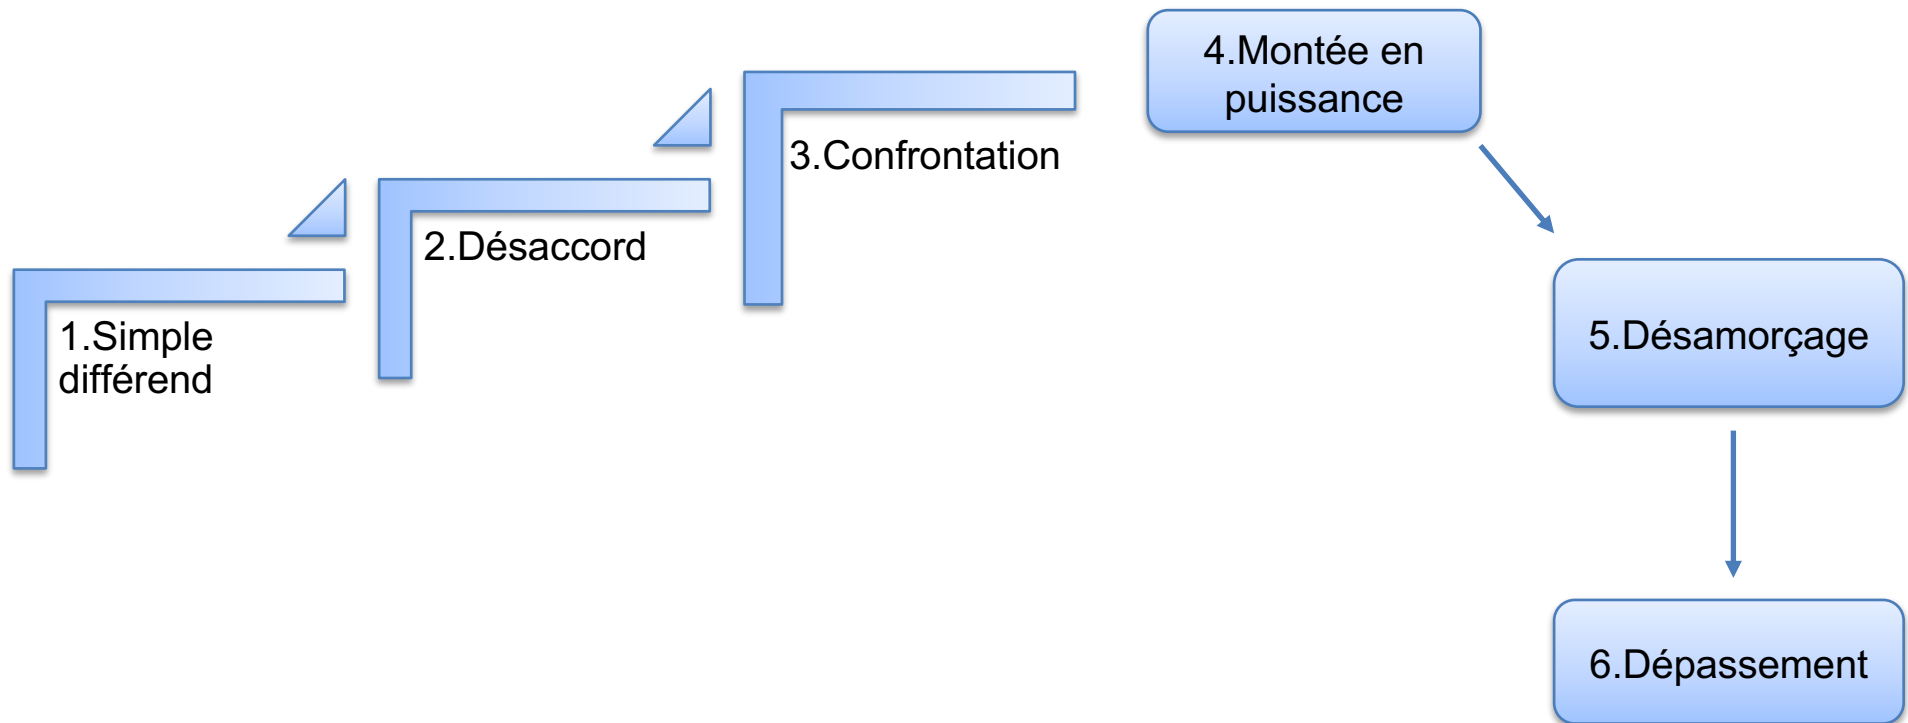 1.Simple
différend
2.Désaccord
3.Confrontation
4.Montée en
puissance
5.Désamorçage
6.Dépassement